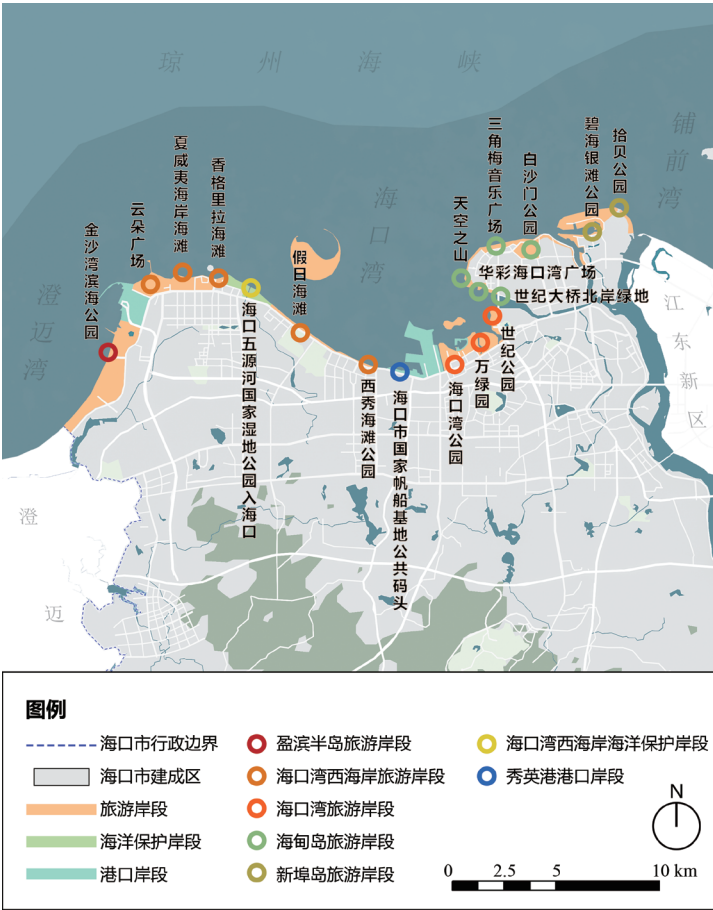 琼州海峡
铺前湾
海口湾
澄迈湾
江东新区
澄迈
金沙湾滨海公园
云朵广场
夏威夷海岸海滩
香格里拉海滩
海口五源河国家湿地公园入海口
假日海滩
西秀海滩公园
海口市国家帆船基地公共码头
海口湾公园
万绿园
世纪公园
天空之山
三角梅音乐广场
白沙门公园
碧海银滩公园
拾贝公园
华彩海口湾广场
世纪大桥北岸绿地
图例
海口市行政边界
海口市建成区
旅游岸段
海洋保护岸段
港口岸段
盈滨半岛旅游岸段
海口湾西海岸旅游岸段
海口湾旅游岸段
海甸岛旅游岸段
新埠岛旅游岸段
海口湾西海岸海洋保护岸段
秀英港港口岸段
N
0 2.5 5 10 km